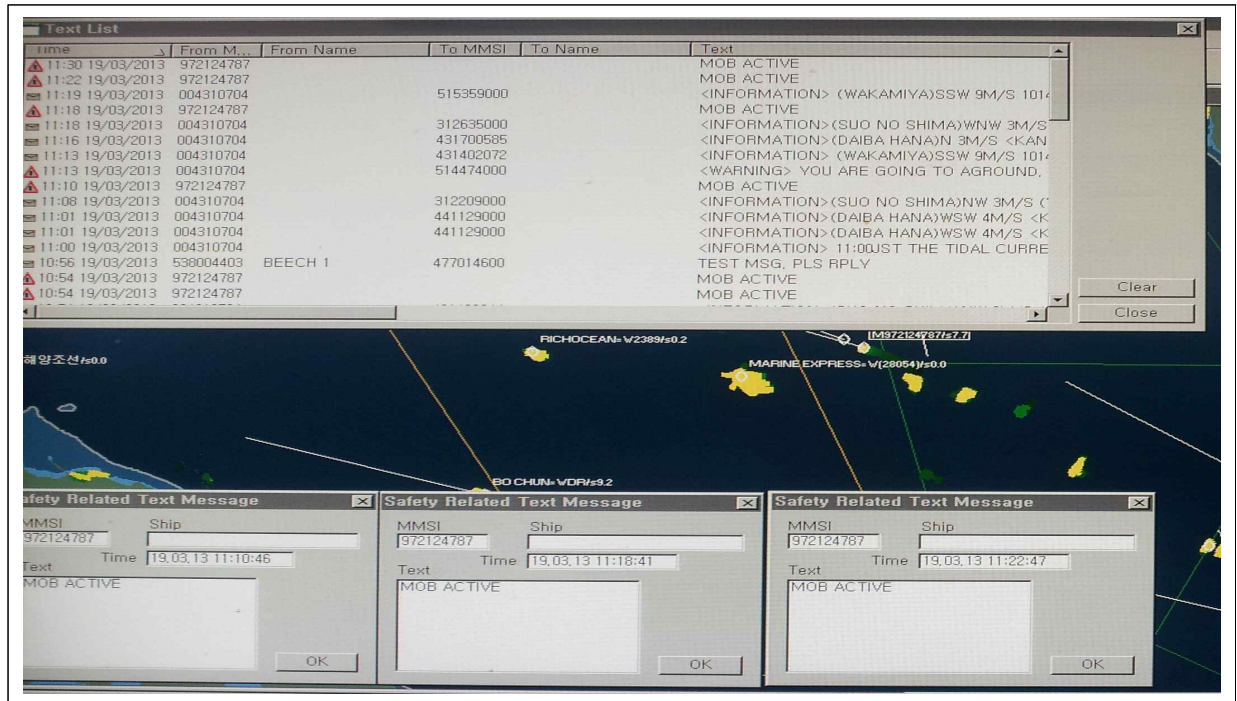 Text List
Time From M... From Name To MMSI To Name Text
11:30 19/03/2013 972124787 MOB ACTIVE
11:22 19/03/2013 972124787 MOB ACTIVE
11:19 19/03/2013 004310704 515359000 <INFORMATION> (WAKAMIYA)SSW 9M/S 1014
11:18 19/03/2013 972124787 MOB ACTIVE
11:18 19/03/2013 004310704 312635000 <INFORMATION>(SUO NO SHIMA)WNW 3M/S
11:16 19/03/2013 004310704 431700585 <INFORMATION>(DAIBA HANA)N 3M/S <KAN
11:13 19/03/2013 004310704 431402072 <INFORMATION> (WAKAMIYA)SSW 9M/S 1014
11:13 19/03/2013 004310704 514474000 <WARNING> YOU ARE GOING TO AGROUND,
11:10 19/03/2013 972124787 MOB ACTIVE
11:08 19/03/2013 004310704 312209000 <INFORMATION>(SUO NO SHIMA)NW 3M/S (
11:01 19/03/2013 004310704 441129000 <INFORMATION>(DAIBA HANA)WSW 4M/S <K
11:01 19/03/2013 004310704 441129000 <INFORMATION>(DAIBA HANA)WSW 4M/S <K
11:00 19/03/2013 004310704 <INFORMATION> 11:00JST THE TIDAL CURRE
10:56 19/03/2013 538004403 BEECH 1 477014600 TEST MSG, PLS RPLY
10:54 19/03/2013 972124787 MOB ACTIVE
10:54 19/03/2013 972124787 MOB ACTIVE
Clear
Close
RICHOCEAN=W2389/s0.2
[M972124787/s7.7]
해양조선/s0.0
MARINE EXPRESS=W(28054)/s0.0
BO CHUN=WDR/s9.2
afety Related Text Message
MMSI Ship
972124787
Time 19,03,13 11:10:46
Text
MOB ACTIVE
OK
Safety Related Text Message
MMSI Ship
972124787
Time 19,03,13 11:18:41
Text
MOB ACTIVE
OK
Safety Related Text Message
MMSI Ship
972124787
Time 19,03,13 11:22:47
Text
MOB ACTIVE
OK